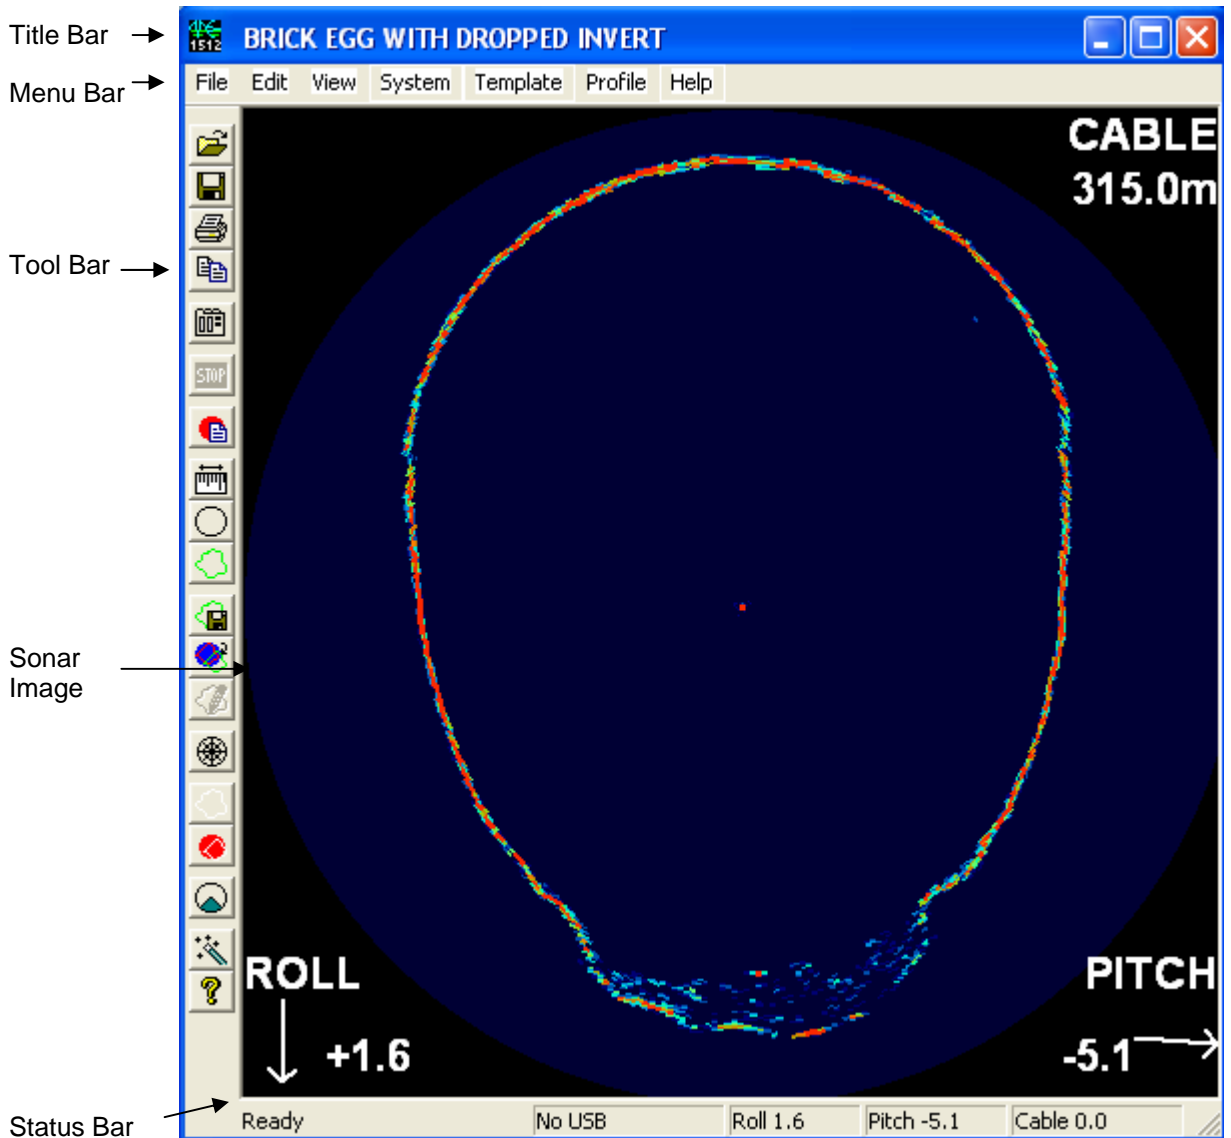 Title Bar
1512
BRICK EGG WITH DROPPED INVERT
Menu Bar
File Edit View System Template Profile Help
CABLE
315.0m
Tool Bar
STOP
Sonar
Image
ROLL
+1.6
PITCH
-5.1
Status Bar
Ready No USB Roll 1.6 Pitch -5.1 Cable 0.0